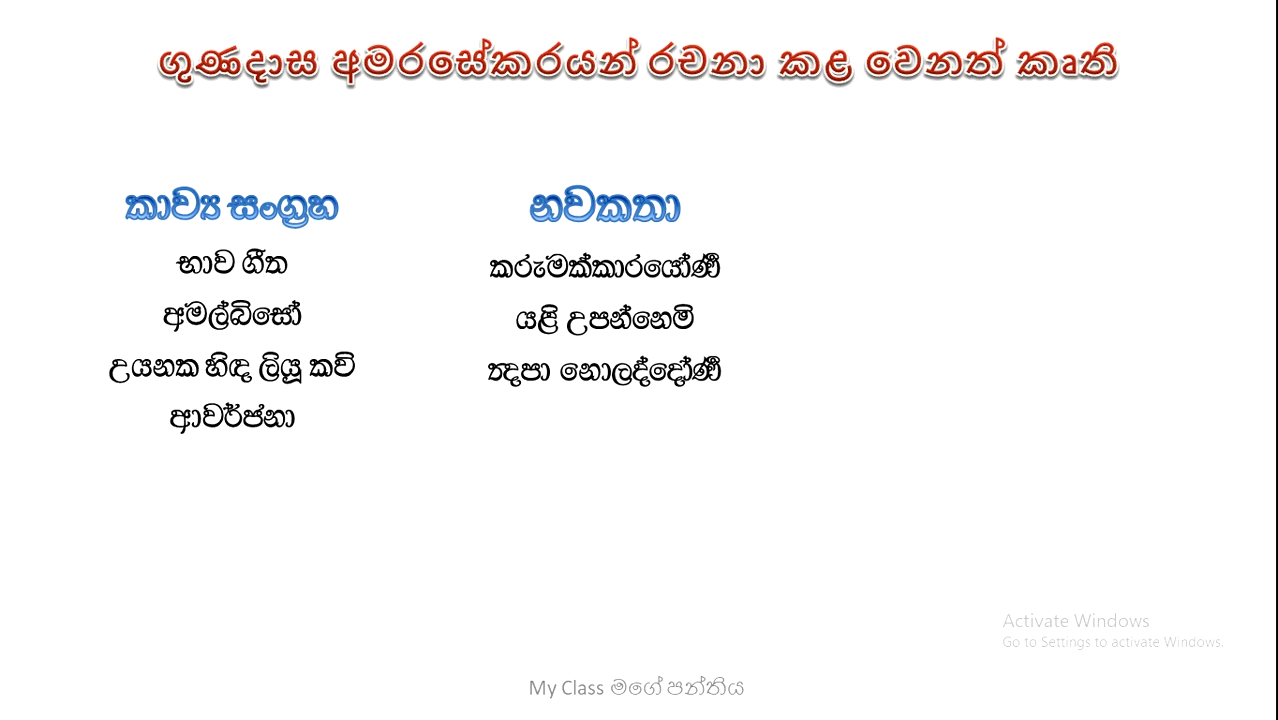 ගුණදාස අමරසේකරයන් රචනා කළ වෙනත් කෘති
කාව්‍ය සංග්‍රහ
භාව ගීත
අමල්බිසෝ
උයනක හිඳ ලියූ කවි
ආවර්ජනා
නවකතා
කරුමක්කාරයෝ
යළි උපන්නෙමි
නොලද්දෝ
Activate Windows
Go to Settings to activate Windows.
My Class මගේ පන්තිය